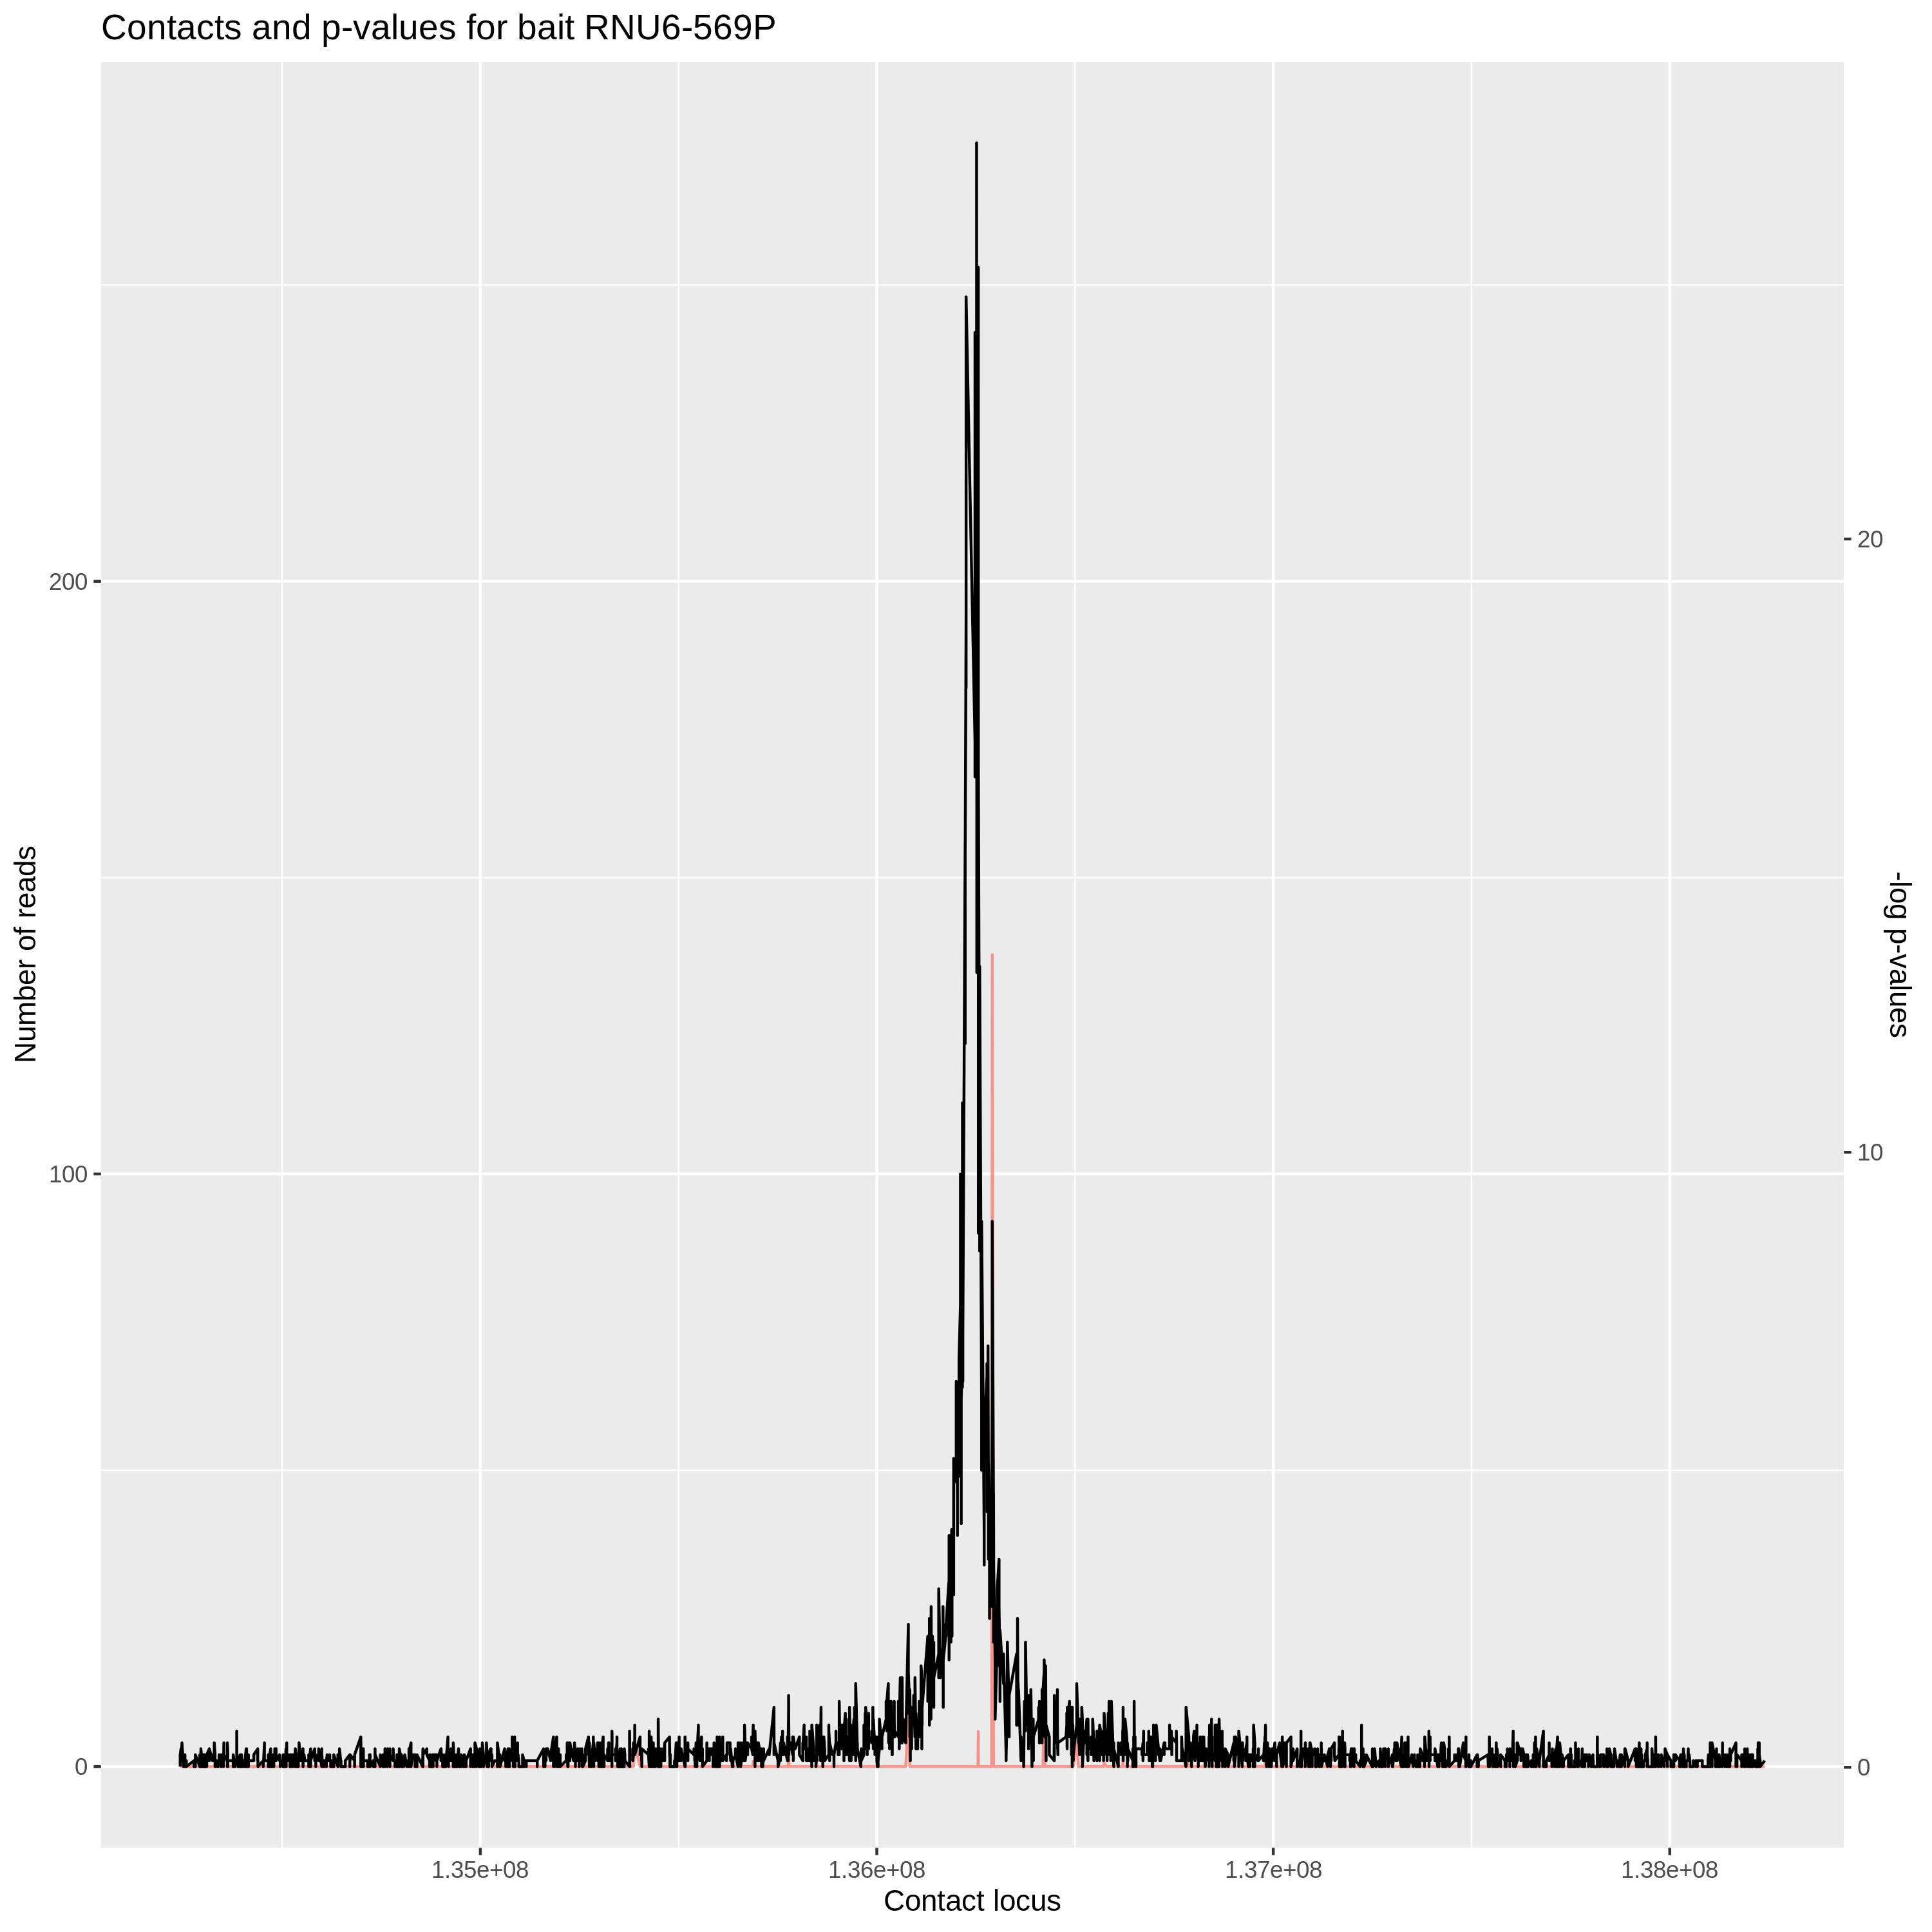 Contacts and p-values for bait RNU6-569P
Number of reads
200
100
0
20
10
0
-log p-values
1.35e+08
1.36e+08
1.37e+08
1.38e+08
Contact locus